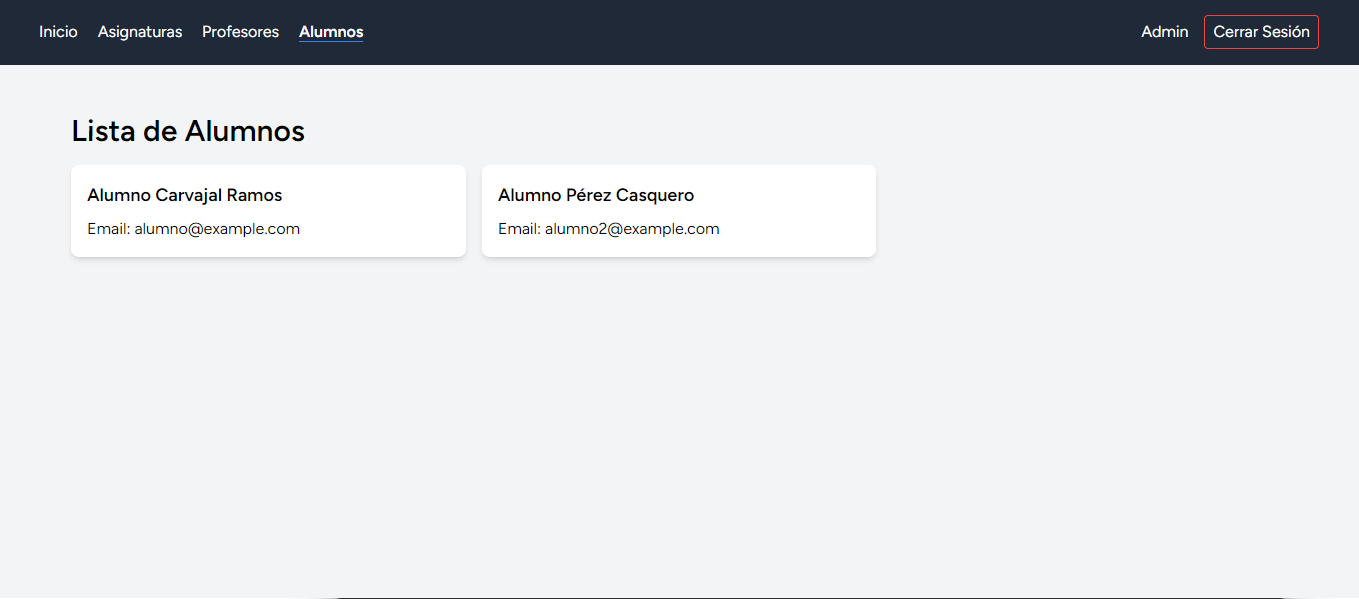 Inicio Asignaturas Profesores Alumnos Admin Cerrar Sesión
Lista de Alumnos
Alumno Carvajal Ramos
Email: alumno@example.com
Alumno Pérez Casquero
Email: alumno2@example.com